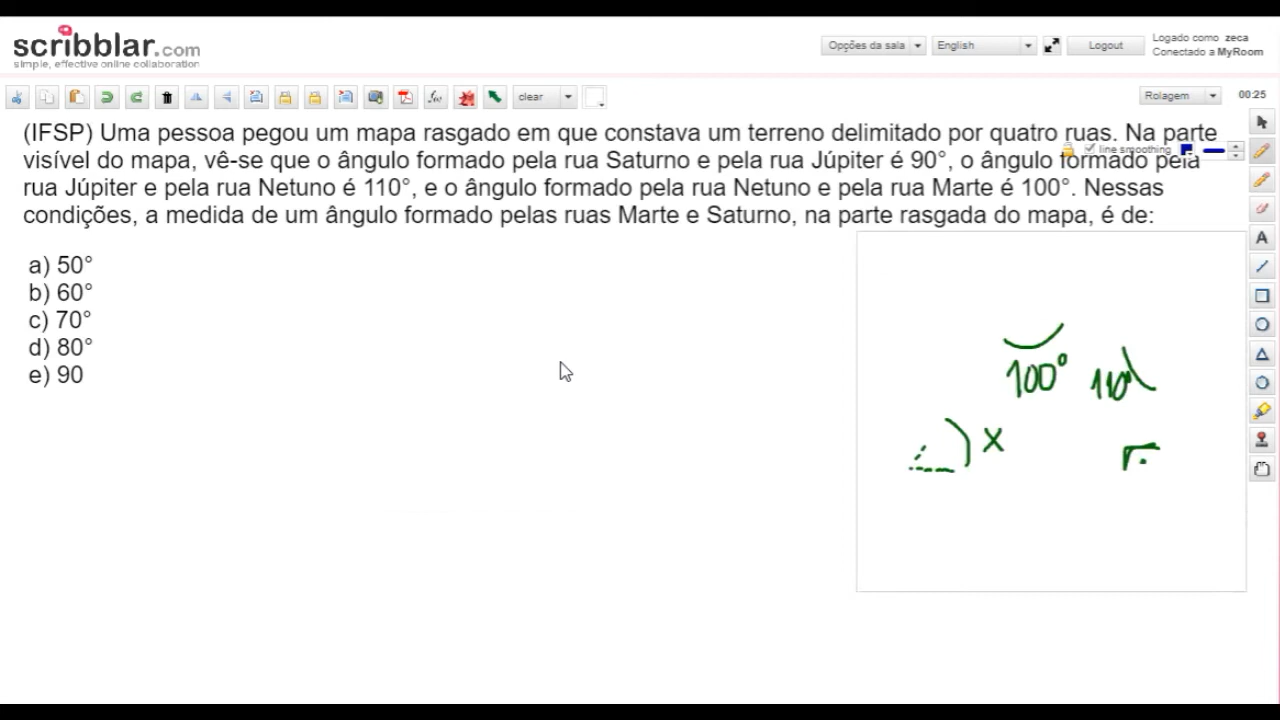 scribblar.com
simple, effective online collaboration
Opções da sala
English
Logout
Logado como zeca
Conectado a MyRoom
clear
Rolagem
00:25
(IFSP) Uma pessoa pegou um mapa rasgado em que constava um terreno delimitado por quatro ruas. Na parte
line smoothing
visível do mapa, vê-se que o ângulo formado pela rua Saturno e pela rua Júpiter é 90°, o ângulo formado pela
rua Júpiter e pela rua Netuno é 110°, e o ângulo formado pela rua Netuno e pela rua Marte é 100°. Nessas
condições, a medida de um ângulo formado pelas ruas Marte e Saturno, na parte rasgada do mapa, é de:
a) 50°
b) 60°
c) 70°
d) 80°
e) 90
100°
110
x